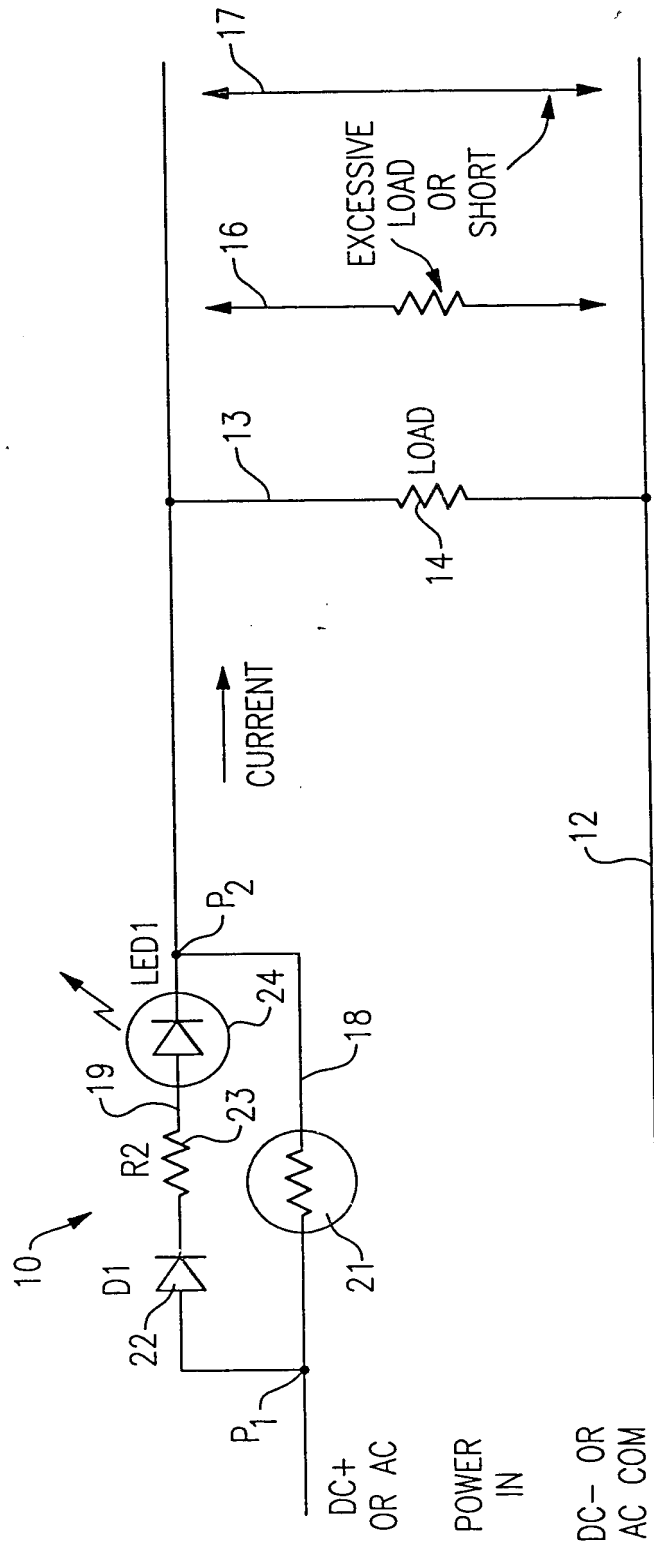 10
D1
22
R2
23
19
LED1
24
P2
P1
21
18
CURRENT
12
13
14
LOAD
16
EXCESSIVE
LOAD
OR
SHORT
17
DC+
OR AC
POWER
IN
DC- OR
AC COM